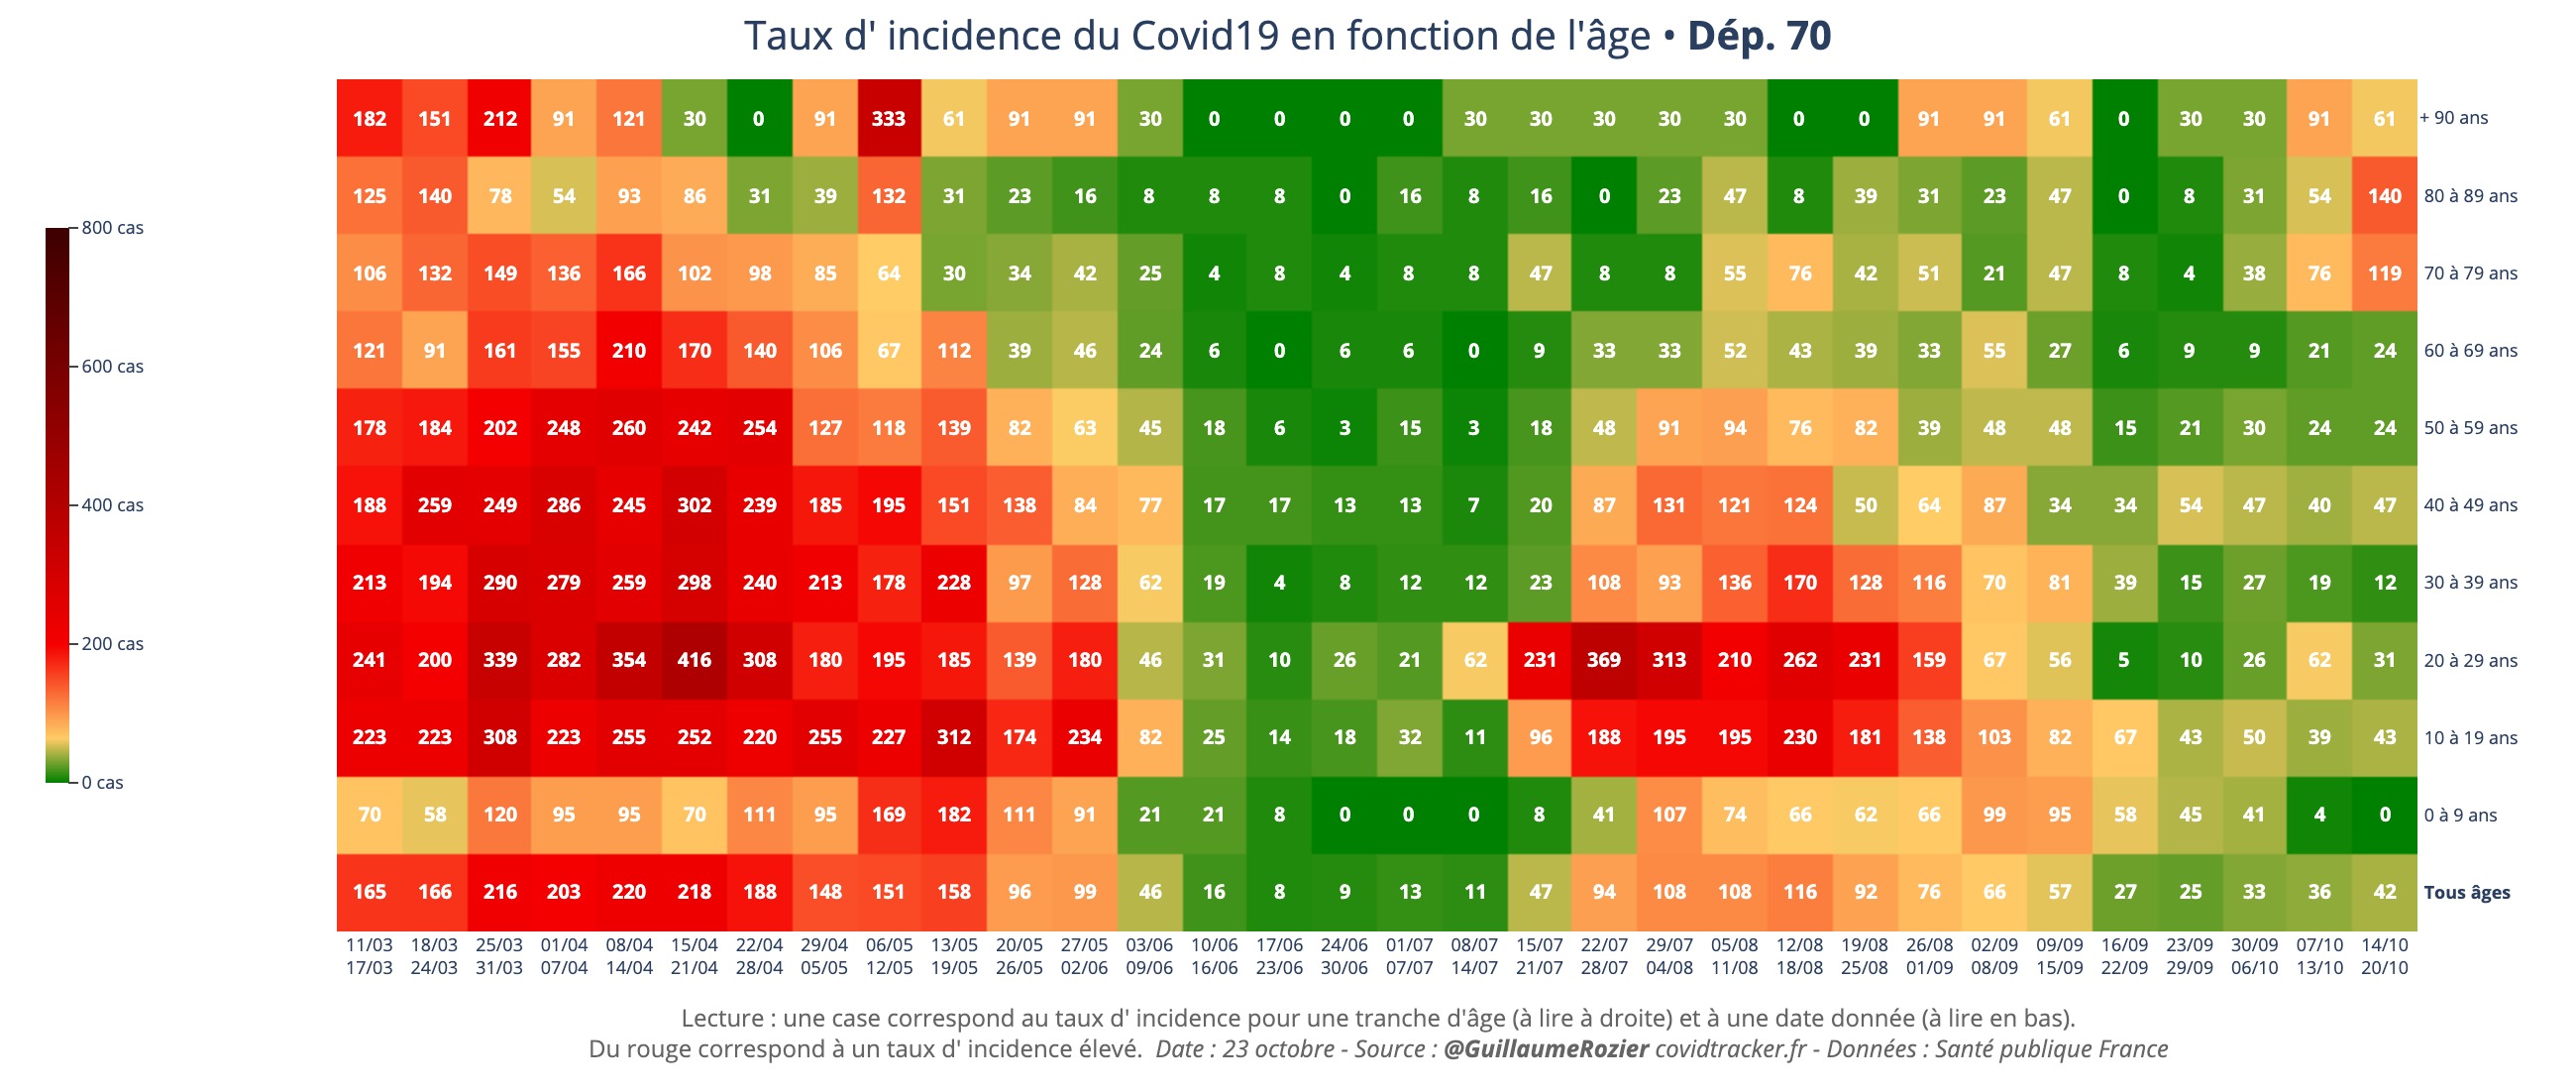 Taux d' incidence du Covid19 en fonction de l'âge • Dép. 70
182 151 212 91 121 30 0 91 333 61 91 91 30 0 0 0 0 30 30 30 30 30 0 0 91 91 61 0 30 30 91 61 + 90 ans
125 140 78 54 93 86 31 39 132 31 23 16 8 8 8 0 16 8 16 0 23 47 8 39 31 23 47 0 8 31 54 140 80 à 89 ans
800 cas
106 132 149 136 166 102 98 85 64 30 34 42 25 4 8 4 8 8 47 8 8 55 76 42 51 21 47 8 4 38 76 119 70 à 79 ans
121 91 161 155 210 170 140 106 67 112 39 46 24 6 0 6 6 0 9 33 33 52 43 39 33 55 27 6 9 9 21 24 60 à 69 ans
600 cas
178 184 202 248 260 242 254 127 118 139 82 63 45 18 6 3 15 3 18 48 91 94 76 82 39 48 48 15 21 30 24 24 50 à 59 ans
400 cas
188 259 249 286 245 302 239 185 195 151 138 84 77 17 17 13 13 7 20 87 131 121 124 50 64 87 34 34 54 47 40 47 40 à 49 ans
213 194 290 279 259 298 240 213 178 228 97 128 62 19 4 8 12 12 23 108 93 136 170 128 116 70 81 39 15 27 19 12 30 à 39 ans
200 cas
241 200 339 282 354 416 308 180 195 185 139 180 46 31 10 26 21 62 231 369 313 210 262 231 159 67 56 5 10 26 62 31 20 à 29 ans
223 223 308 223 255 252 220 255 227 312 174 234 82 25 14 18 32 11 96 188 195 195 230 181 138 103 82 67 43 50 39 43 10 à 19 ans
0 cas
70 58 120 95 95 70 111 95 169 182 111 91 21 21 8 0 0 0 8 41 107 74 66 62 66 99 95 58 45 41 4 0 0 à 9 ans
165 166 216 203 220 218 188 148 151 158 96 99 46 16 8 9 13 11 47 94 108 108 116 92 76 66 57 27 25 33 36 42 Tous âges
11/03 18/03 25/03 01/04 08/04 15/04 22/04 29/04 06/05 13/05 20/05 27/05 03/06 10/06 17/06 24/06 01/07 08/07 15/07 22/07 29/07 05/08 12/08 19/08 26/08 02/09 09/09 16/09 23/09 30/09 07/10 14/10
17/03 24/03 31/03 07/04 14/04 21/04 28/04 05/05 12/05 19/05 26/05 02/06 09/06 16/06 23/06 30/06 07/07 14/07 21/07 28/07 04/08 11/08 18/08 25/08 01/09 08/09 15/09 22/09 29/09 06/10 13/10 20/10
Lecture : une case correspond au taux d' incidence pour une tranche d'âge (à lire à droite) et à une date donnée (à lire en bas).
Du rouge correspond à un taux d' incidence élevé. Date : 23 octobre - Source : @GuillaumeRozier covidtracker.fr - Données : Santé publique France